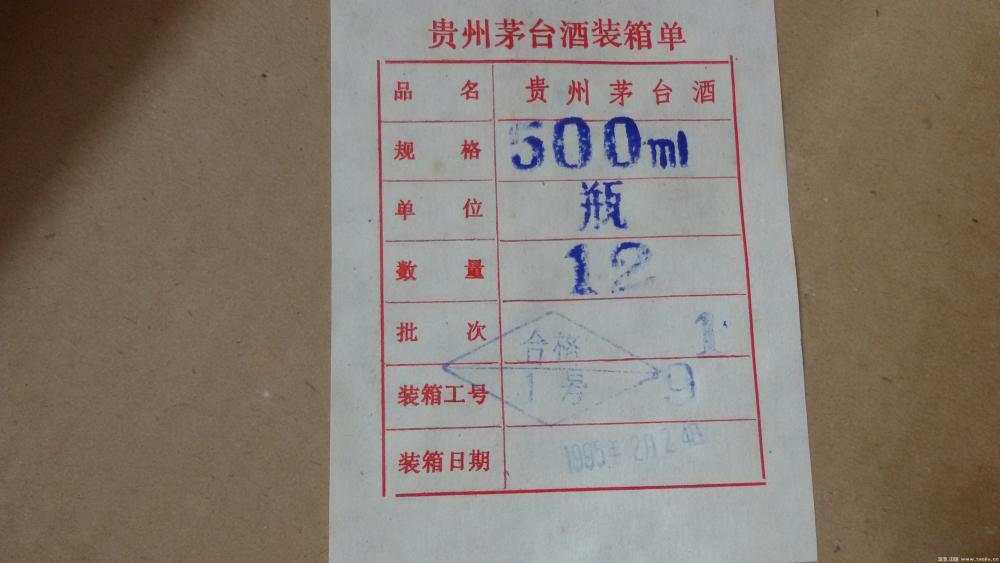 贵州茅台酒装箱单
品名 贵州茅台酒
规格 500ml
单位 瓶
数量 12
批次 1
合格
装箱工号 9
1号
装箱日期 1995年2月24日